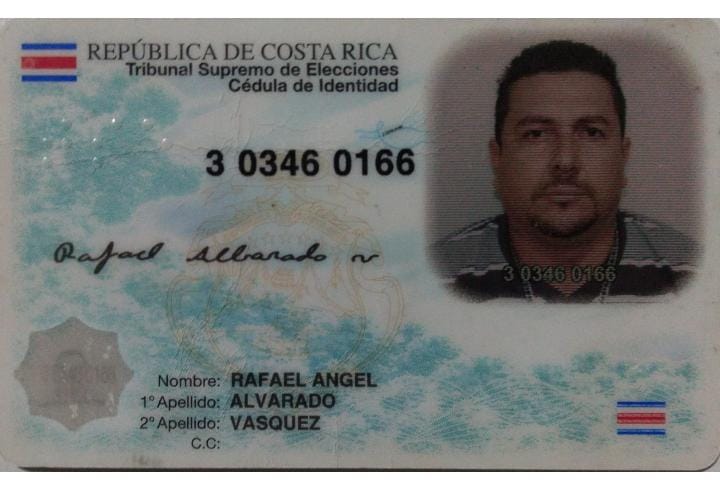 REPÚBLICA DE COSTA RICA
Tribunal Supremo de Elecciones
Cédula de Identidad
3 0346 0166
Rafael Alvarado v
3 0346 0166
Nombre: RAFAEL ANGEL
1° Apellido: ALVARADO
2° Apellido: VASQUEZ
C.C: